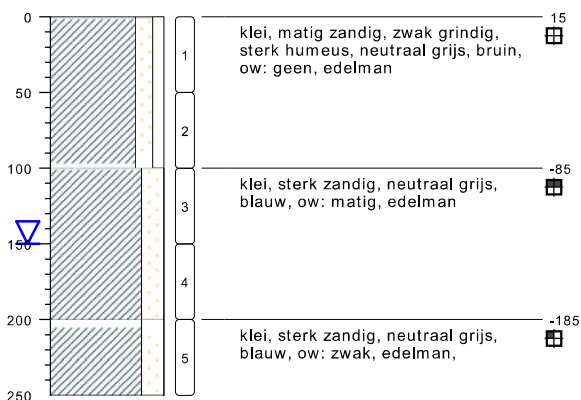 0
15
klei, matig zandig, zwak grindig,
sterk humeus, neutraal grijs, bruin,
ow: geen, edelman
1
50
2
100
-85
klei, sterk zandig, neutraal grijs,
blauw, ow: matig, edelman
3
150
4
200
-185
klei, sterk zandig, neutraal grijs,
blauw, ow: zwak, edelman,
5
250